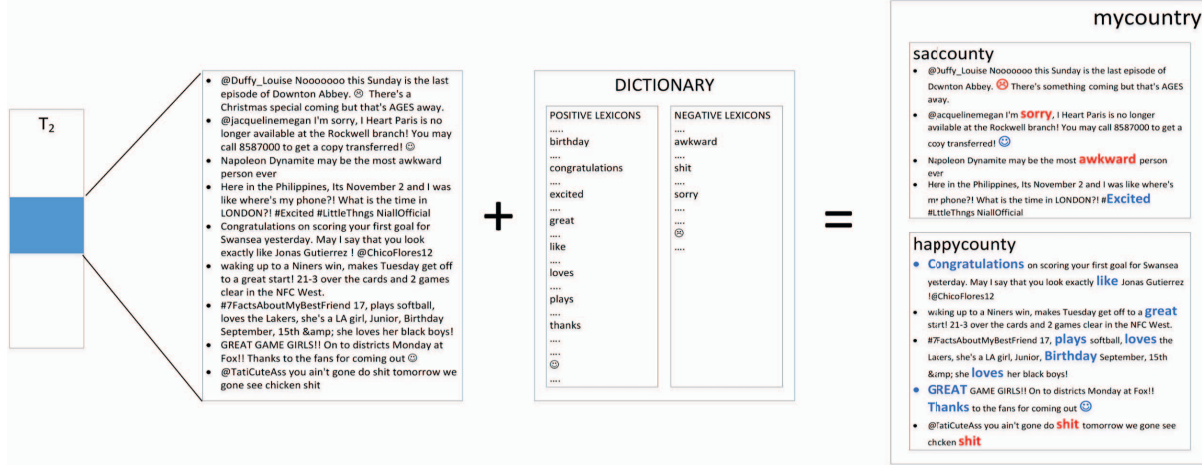 T2
• @Duffy_Louise Nooooooo this Sunday is the last
episode of Downton Abbey. ☹ There's a
Christmas special coming but that's AGES away.
• @jacquelinemegan I'm sorry, I Heart Paris is no
longer available at the Rockwell branch! You may
call 8587000 to get a copy transferred! ☺
• Napoleon Dynamite may be the most awkward
person ever
• Here in the Philippines, Its November 2 and I was
like where's my phone?! What is the time in
LONDON?! #Excited #LttleThngs NiallOfficial
• Congratulations on scoring your first goal for
Swansea yesterday. May I say that you look
exactly like Jonas Gutierrez ! @ChicoFlores12
• waking up to a Niners win, makes Tuesday get off
to a great start! 21-3 over the cards and 2 games
clear in the NFC West.
• #7FactsAboutMyBestFriend 17, plays softball,
loves the Lakers, she's a LA girl, Junior, Birthday
September, 15th &amp; she loves her black boys!
• GREAT GAME GIRLS!! On to districts Monday at
Fox!! Thanks to the fans for coming out ☺
• @TatiCuteAss you ain't gone do shit tomorrow we
gone see chicken shit
+
DICTIONARY
POSITIVE LEXICONS
.....
birthday
....
congratulations
....
excited
....
great
....
like
....
loves
....
plays
....
thanks
....
....
☺
....
NEGATIVE LEXICONS
....
awkward
....
shit
....
sorry
....
....
☹
....
=
mycountry
saccounty
• @Duffy_Louise Nooooooo this Sunday is the last episode of
Downton Abbey. ☹ There's something coming but that's AGES
away.
• @acquelinemegan I'm sorry, I Heart Paris is no longer
available at the Rockwell branch! You may call 8587000 to get a
copy transferred! ☺
• Napoleon Dynamite may be the most awkward person
ever
• Here in the Philippines, Its November 2 and I was like where's
my phone?! What is the time in LONDON?! #Excited
#LttleThngs NiallOfficial
happycounty
• Congratulations on scoring your first goal for Swansea
yesterday. May I say that you look exactly like Jonas Gutierrez
!@ChicoFlores12
• waking up to a Niners win, makes Tuesday get off to a great
start! 21-3 over the cards and 2 games clear in the NFC West.
• #7FactsAboutMyBestFriend 17, plays softball, loves the
Lakers, she's a LA girl, Junior, Birthday September, 15th
&amp; she loves her black boys!
• GREAT GAME GIRLS!! On to districts Monday at Fox!!
Thanks to the fans for coming out ☺
• @TatiCuteAss you ain't gone do shit tomorrow we gone see
chcken shit